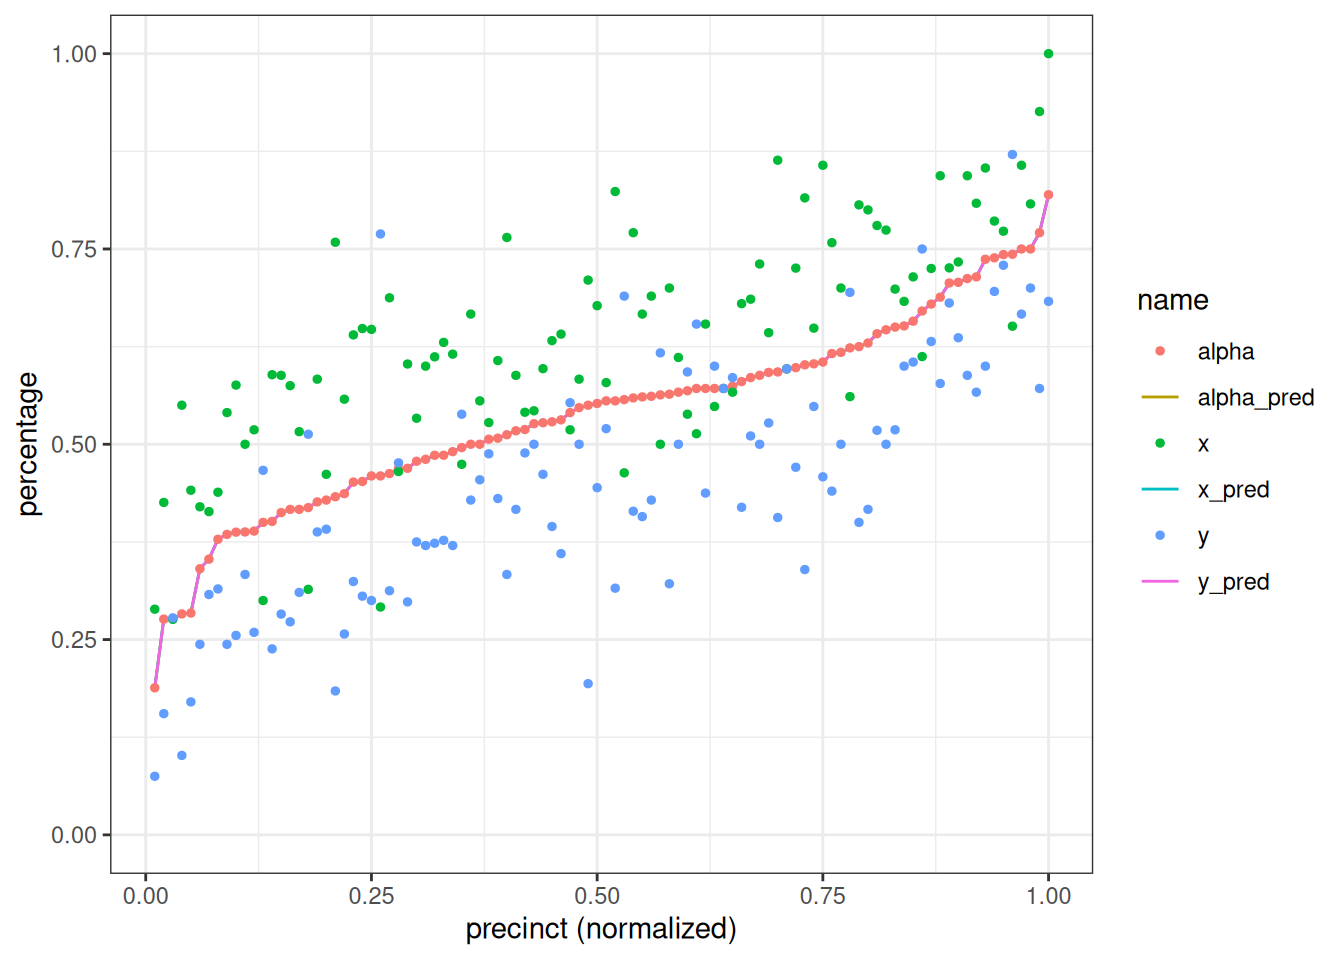 1.00
0.75
0.50
0.25
0.00
percentage
0.00 0.25 0.50 0.75 1.00
precinct (normalized)
name
alpha
alpha_pred
x
x_pred
y
y_pred